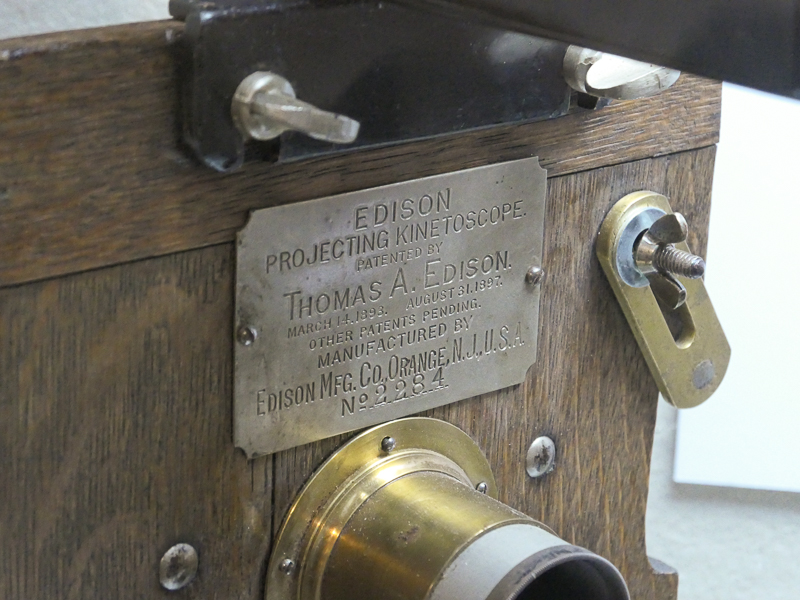 EDISON
PROJECTING KINETOSCOPE.
PATENTED BY
THOMAS A. EDISON.
MARCH 14, 1893. AUGUST 31, 1897.
OTHER PATENTS PENDING.
MANUFACTURED BY
EDISON MFG. CO, ORANGE, N.J., U.S.A.
No 2284